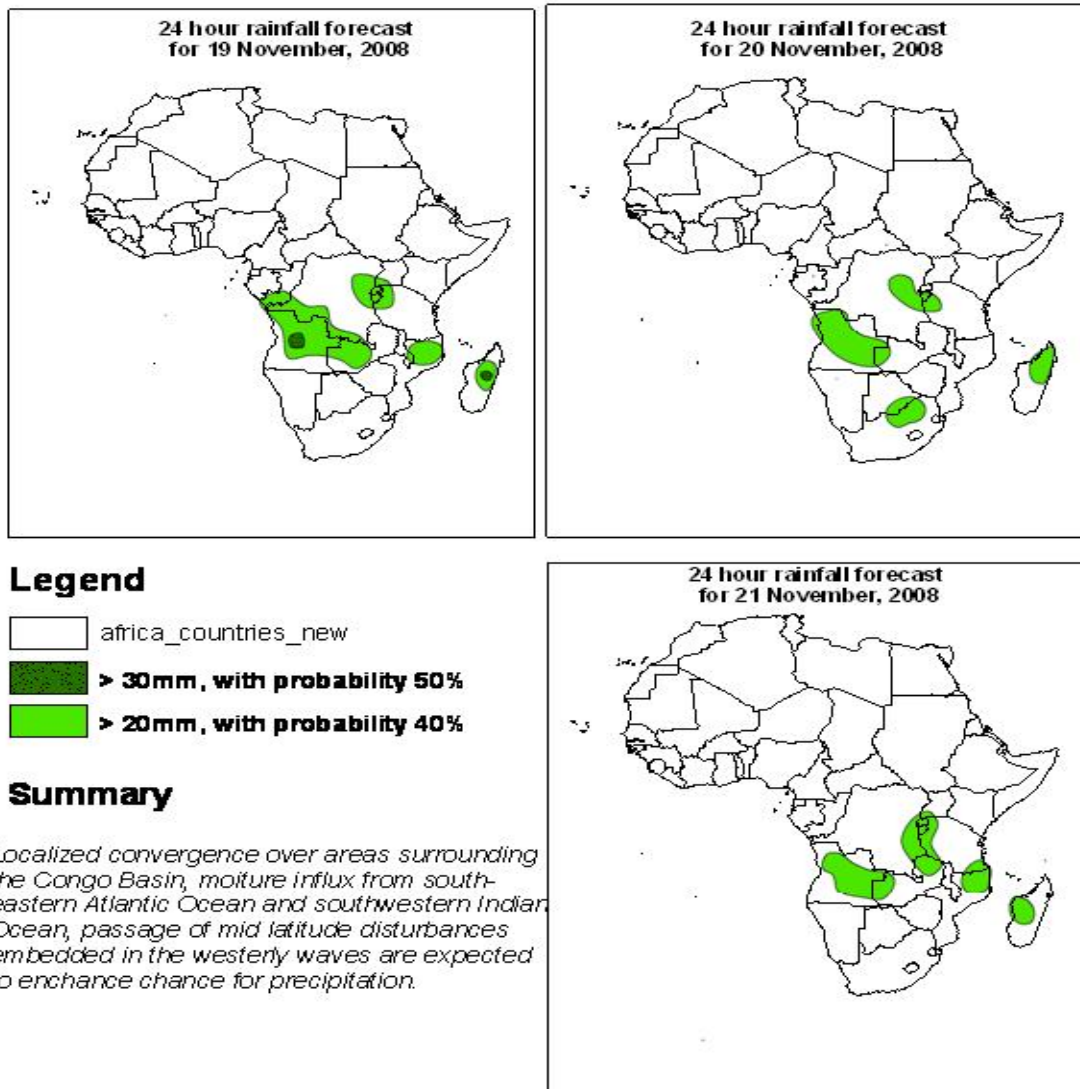 24 hour rainfall forecast
for 19 November, 2008
24 hour rainfall forecast
for 20 November, 2008
Legend
africa_countries_new
> 30mm, with probability 50%
> 20mm, with probability 40%
24 hour rainfall forecast
for 21 November, 2008
Summary
Localized convergence over areas surrounding
the Congo Basin, moiture influx from south-
eastern Atlantic Ocean and southwestern Indian
Ocean, passage of mid latitude disturbances
embedded in the westerly waves are expected
to enchance chance for precipitation.